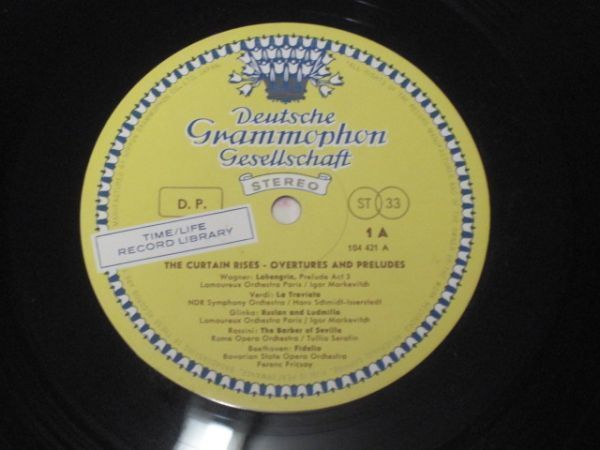 Deutsche
Grammophon
Gesellschaft
STEREO
D. P.
ST 33
TIME/LIFE
RECORD LIBRARY
1 A
104 421 A
THE CURTAIN RISES - OVERTURES AND PRELUDES
Wagner: Lohengrin, Prelude Act 3
Lamoureux Orchestra Paris / Igor Markevitch
Verdi: La Traviata
NDR Symphony Orchestra / Hans Schmidt-Isserstedt
Glinka: Ruslan and Ludmilla
Lamoureux Orchestra Paris / Igor Markevitch
Rossini: The Barber of Seville
Rome Opera Orchestra / Tullio Serafin
Beethoven: Fidelio
Bavarian State Opera Orchestra
Ferenc Fricsay